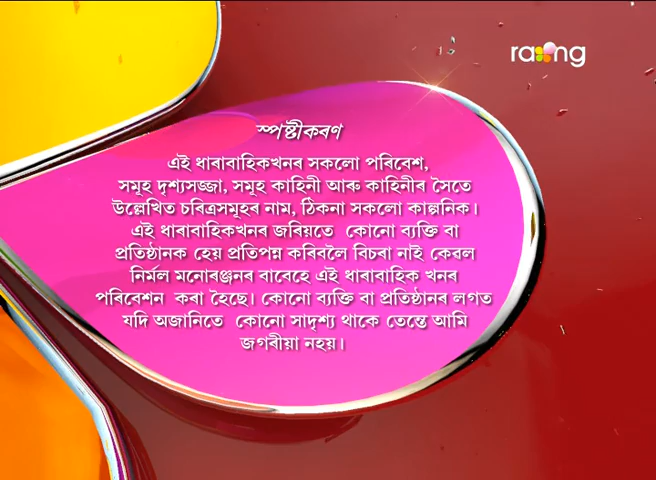 raong
স্পষ্টীকৰণ
এই ধাৰাবাহিকখনৰ সকলো পৰিবেশ,
সমূহ দৃশ্যসজ্জা, সমূহ কাহিনী আৰু কাহিনীৰ সৈতে
উল্লেখিত চৰিত্ৰসমূহৰ নাম, ঠিকনা সকলো কাল্পনিক।
এই ধাৰাবাহিকখনৰ জৰিয়তে কোনো ব্যক্তি বা
প্ৰতিষ্ঠানক হেয় প্ৰতিপন্ন কৰিবলৈ বিচৰা নাই কেৱল
নিৰ্মল মনোৰঞ্জনৰ বাবেহে এই ধাৰাবাহিক খনৰ
পৰিবেশন কৰা হৈছে। কোনো ব্যক্তি বা প্ৰতিষ্ঠানৰ লগত
যদি অজানিতে কোনো সাদৃশ্য থাকে তেন্তে আমি
জগৰীয়া নহয়।